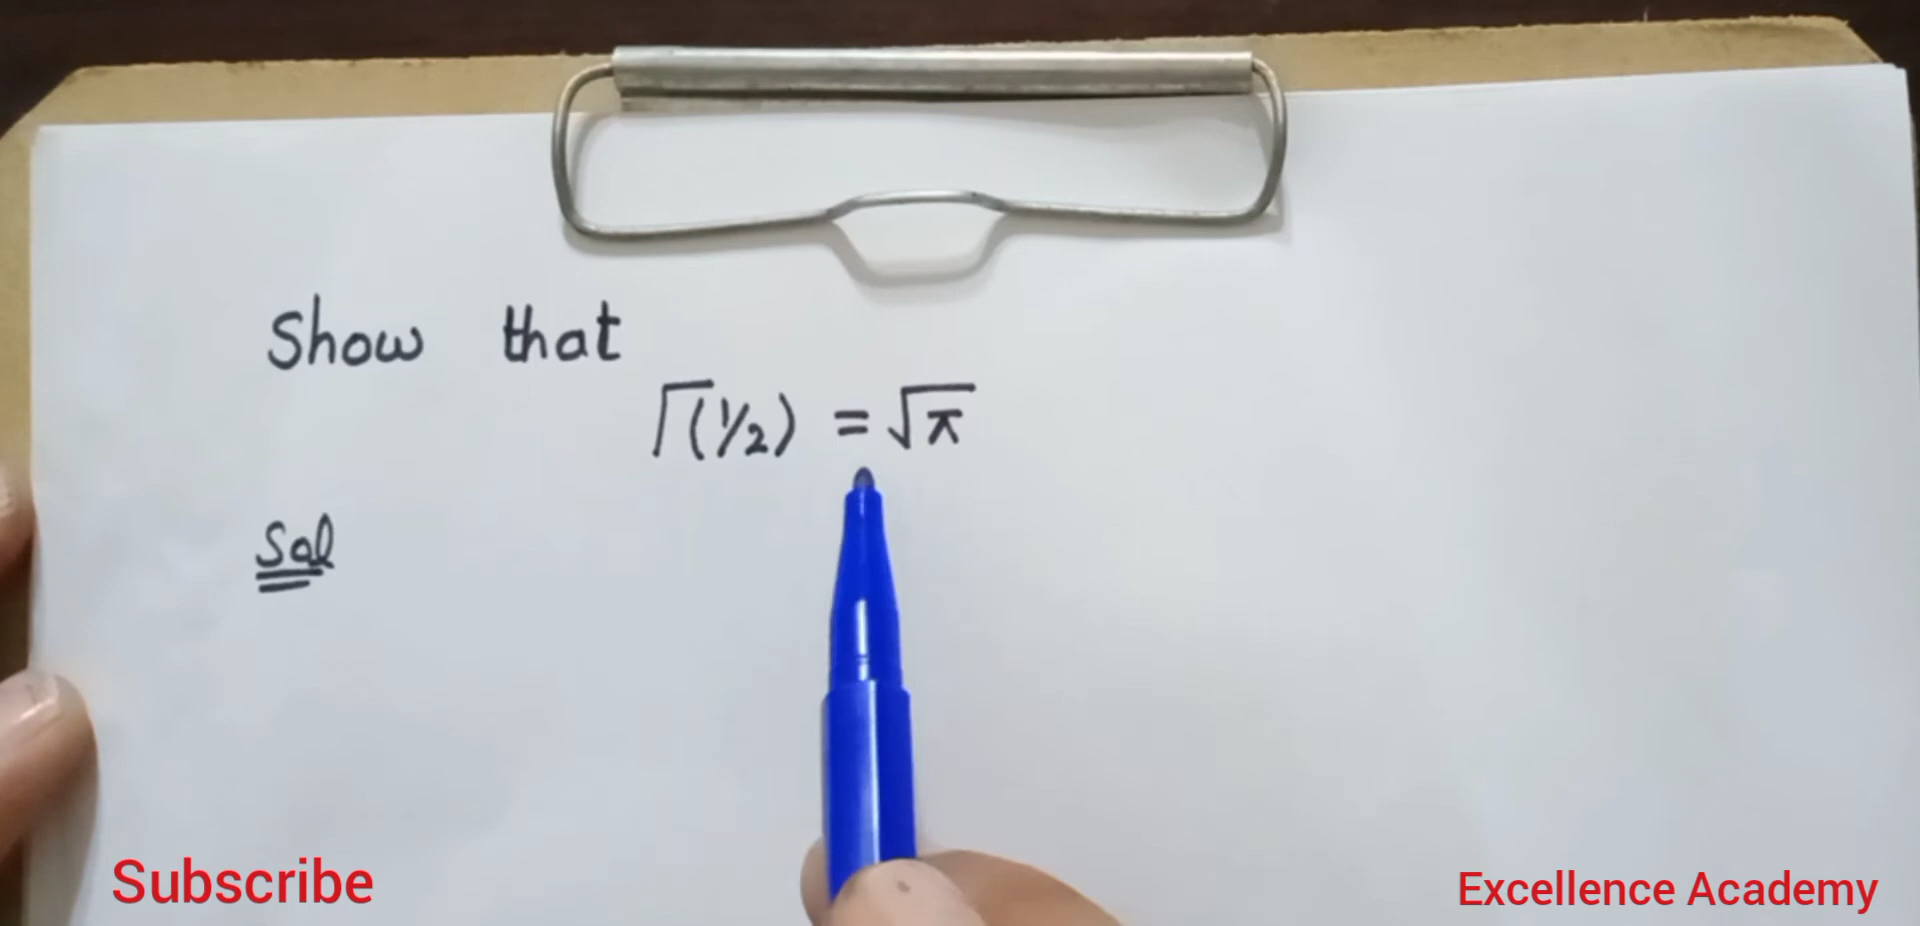 Show that
Γ(1/2) = √π
Sol
Subscribe
Excellence Academy